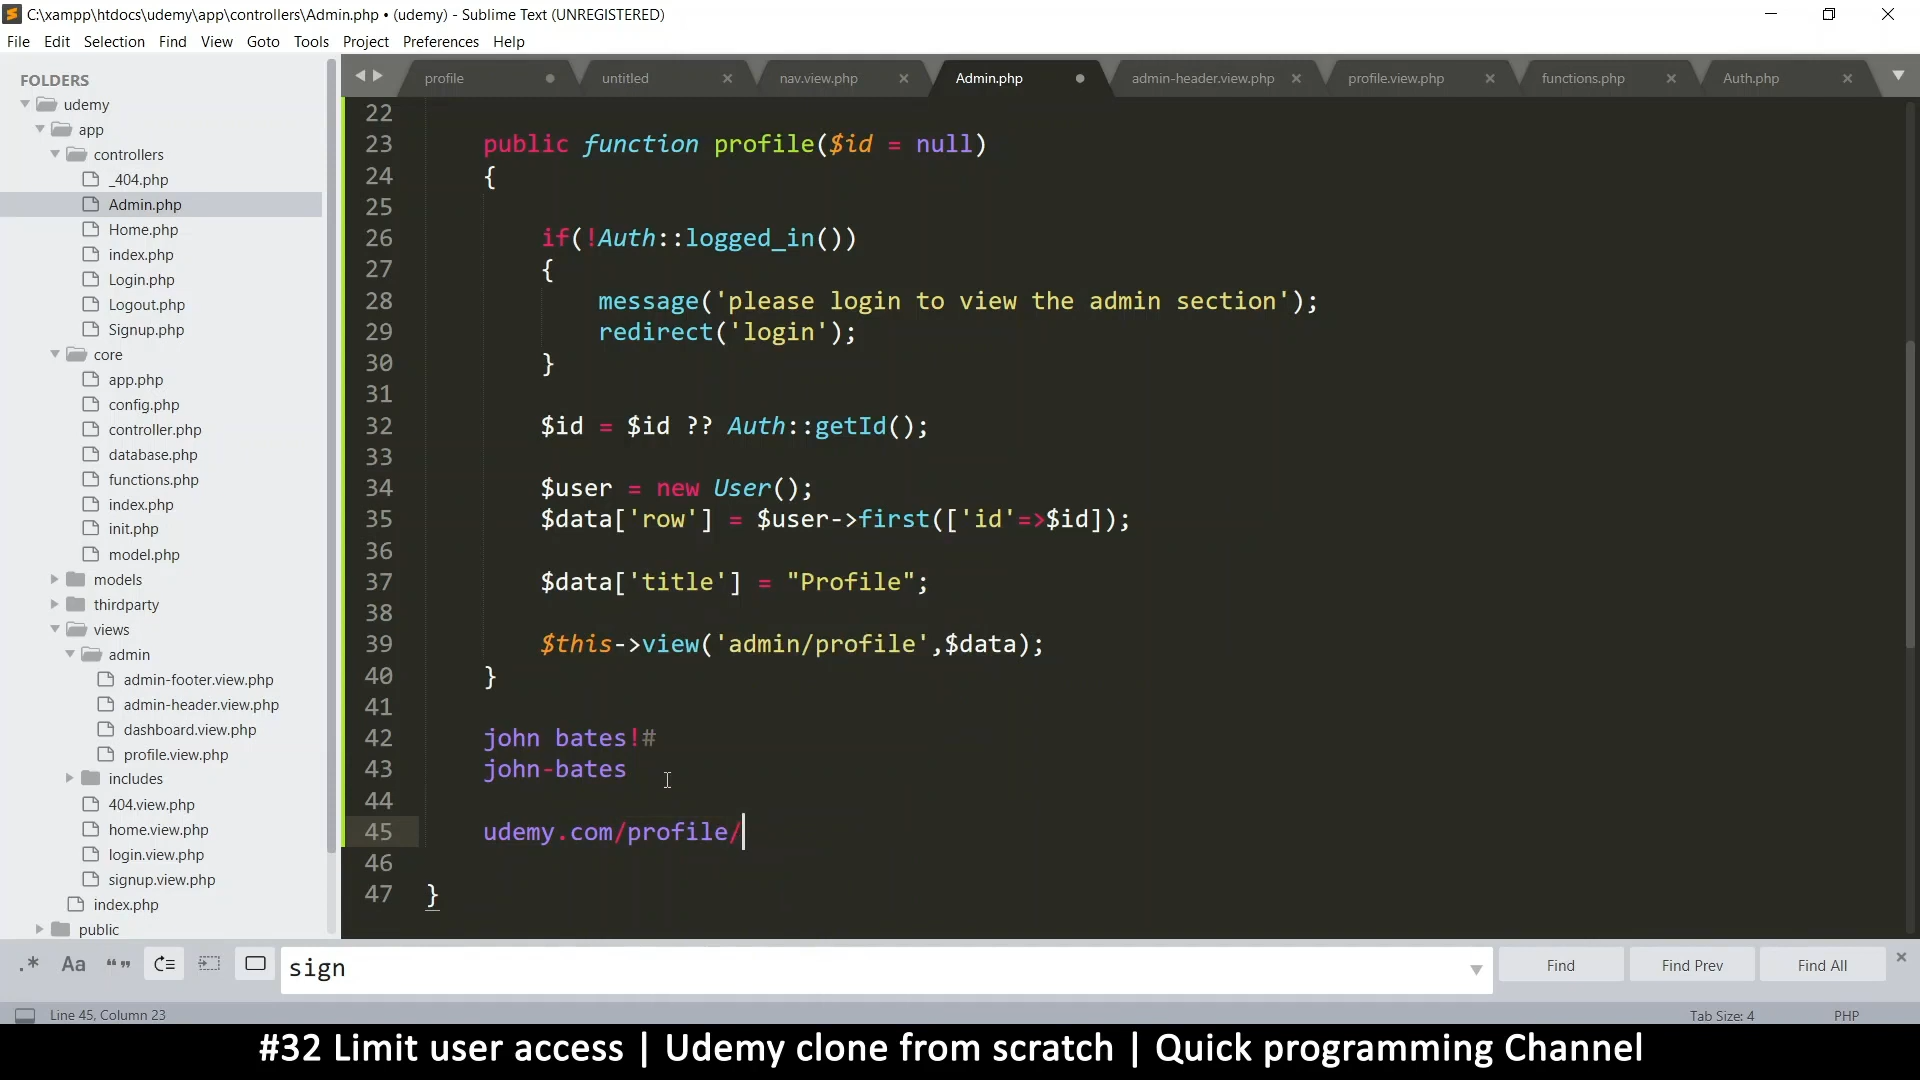 C:\xampp\htdocs\udemy\app\controllers\Admin.php • (udemy) - Sublime Text (UNREGISTERED)
File Edit Selection Find View Goto Tools Project Preferences Help
FOLDERS
udemy
app
controllers
_404.php
Admin.php
Home.php
index.php
Login.php
Logout.php
Signup.php
core
app.php
config.php
controller.php
database.php
functions.php
index.php
init.php
model.php
models
thirdparty
views
admin
admin-footer.view.php
admin-header.view.php
dashboard.view.php
profile.view.php
includes
404.view.php
home.view.php
login.view.php
signup.view.php
index.php
public
profile untitled nav.view.php Admin.php admin-header.view.php profile.view.php functions.php Auth.php
22
23 public function profile($id = null)
24 {
25
26 if(!Auth::logged_in())
27 {
28 message('please login to view the admin section');
29 redirect('login');
30 }
31
32 $id = $id ?? Auth::getId();
33
34 $user = new User();
35 $data['row'] = $user->first(['id'=>$id]);
36
37 $data['title'] = "Profile";
38
39 $this->view('admin/profile',$data);
40 }
41
42 john bates!#
43 john-bates
44
45 udemy.com/profile/
46
47 }
.* Aa “” sign Find Find Prev Find All
Line 45, Column 23 Tab Size: 4 PHP
#32 Limit user access | Udemy clone from scratch | Quick programming Channel